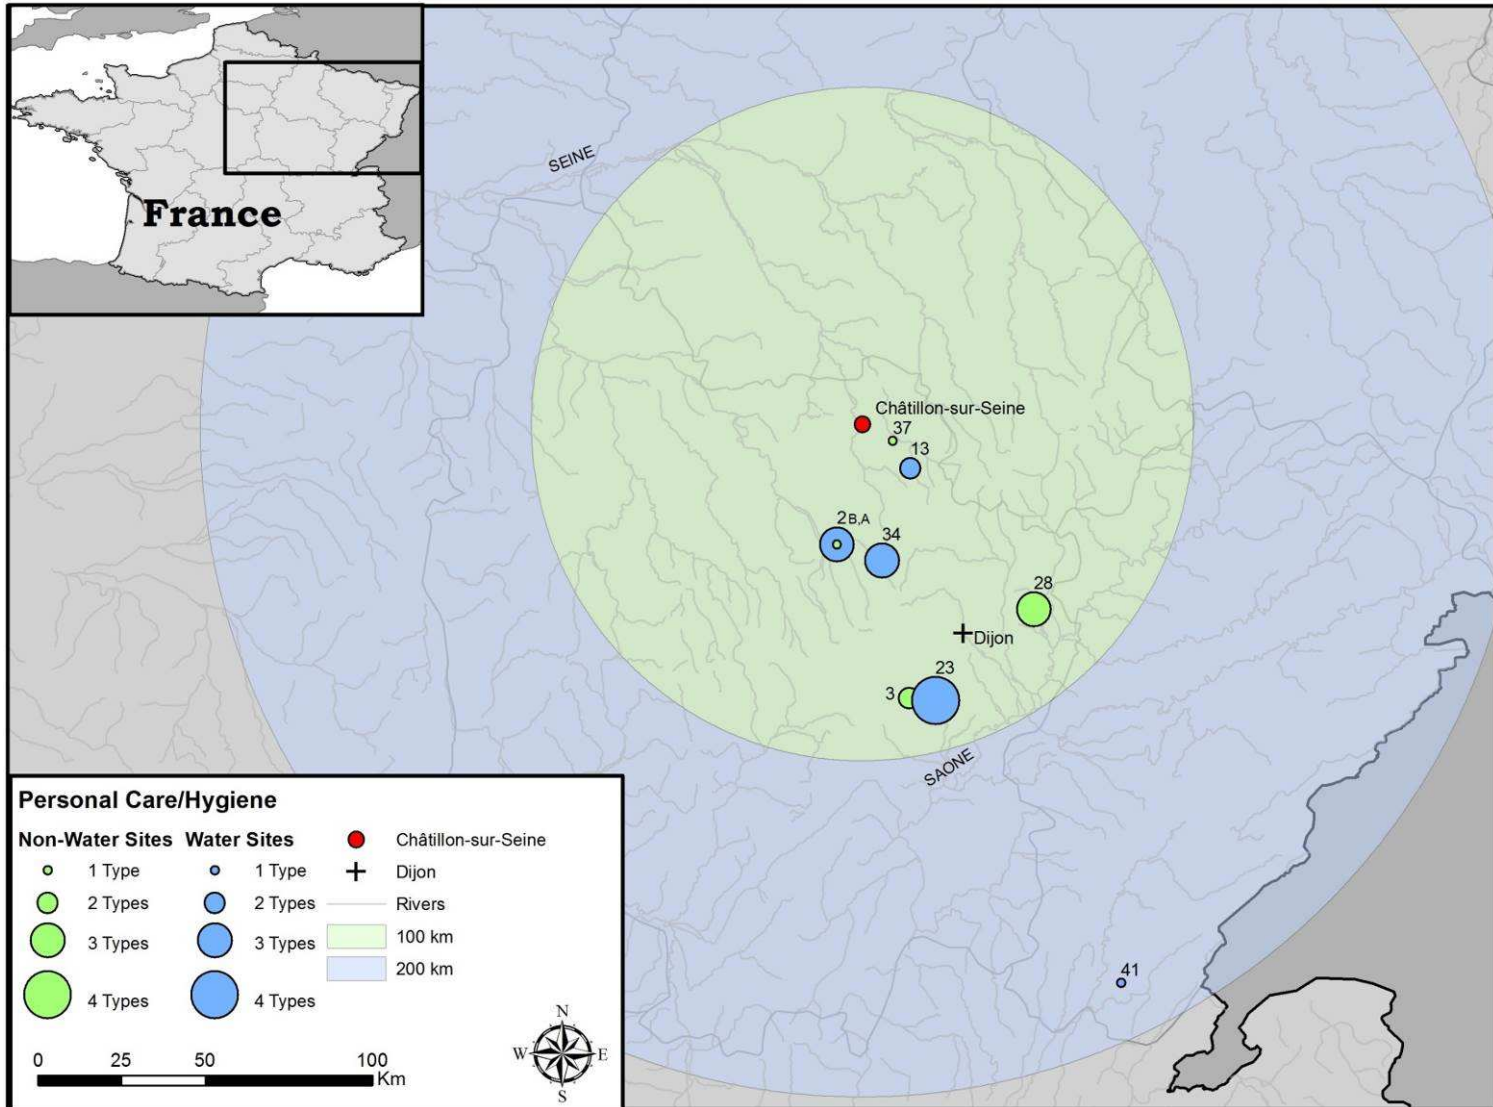 France
SEINE
Châtillon-sur-Seine
37
13
2B,A
34
28
Dijon
23
3
SAONE
41
Personal Care/Hygiene
Non-Water Sites Water Sites
Châtillon-sur-Seine
1 Type 1 Type Dijon
2 Types 2 Types Rivers
3 Types 3 Types 100 km
200 km
4 Types 4 Types
N
W E
S
0 25 50 100
Km